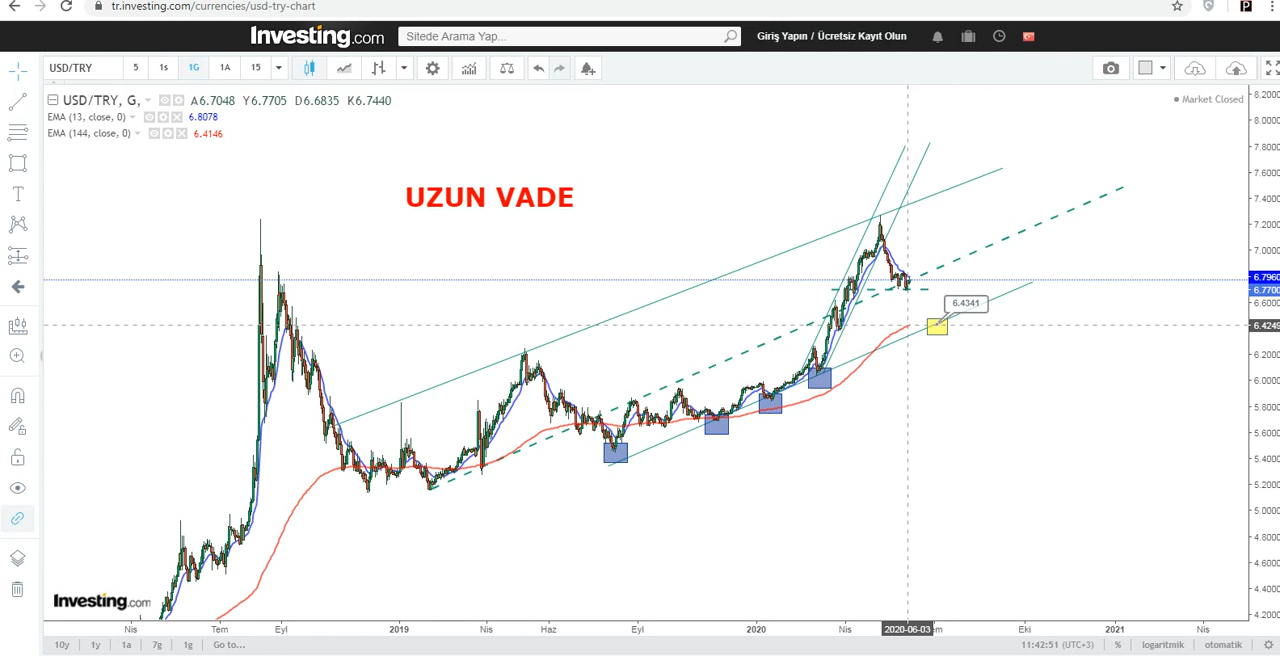 tr.investing.com/currencies/usd-try-chart
Investing.com
Sitede Arama Yap...
Giriş Yapın / Ücretsiz Kayıt Olun
USD/TRY 5 1s 1G 1A 15
USD/TRY, G, A6.7048 Y6.7705 D6.6835 K6.7440
Market Closed
EMA (13, close, 0) 6.8078
EMA (144, close, 0) 6.4146
UZUN VADE
8.2000
8.0000
7.8000
7.6000
7.4000
7.2000
7.0000
6.7960
6.7700
6.6000
6.4341
6.4249
6.2000
6.0000
5.8000
5.6000
5.4000
5.2000
5.0000
4.8000
4.6000
4.4000
4.2000
Investing.com
Nis Tem Eyl 2019 Nis Haz Eyl 2020 Nis 2020-06-03 Eki 2021 Nis
10y 1y 1a 7g 1g Go to... 11:42:51 (UTC+3) % logaritmik otomatik